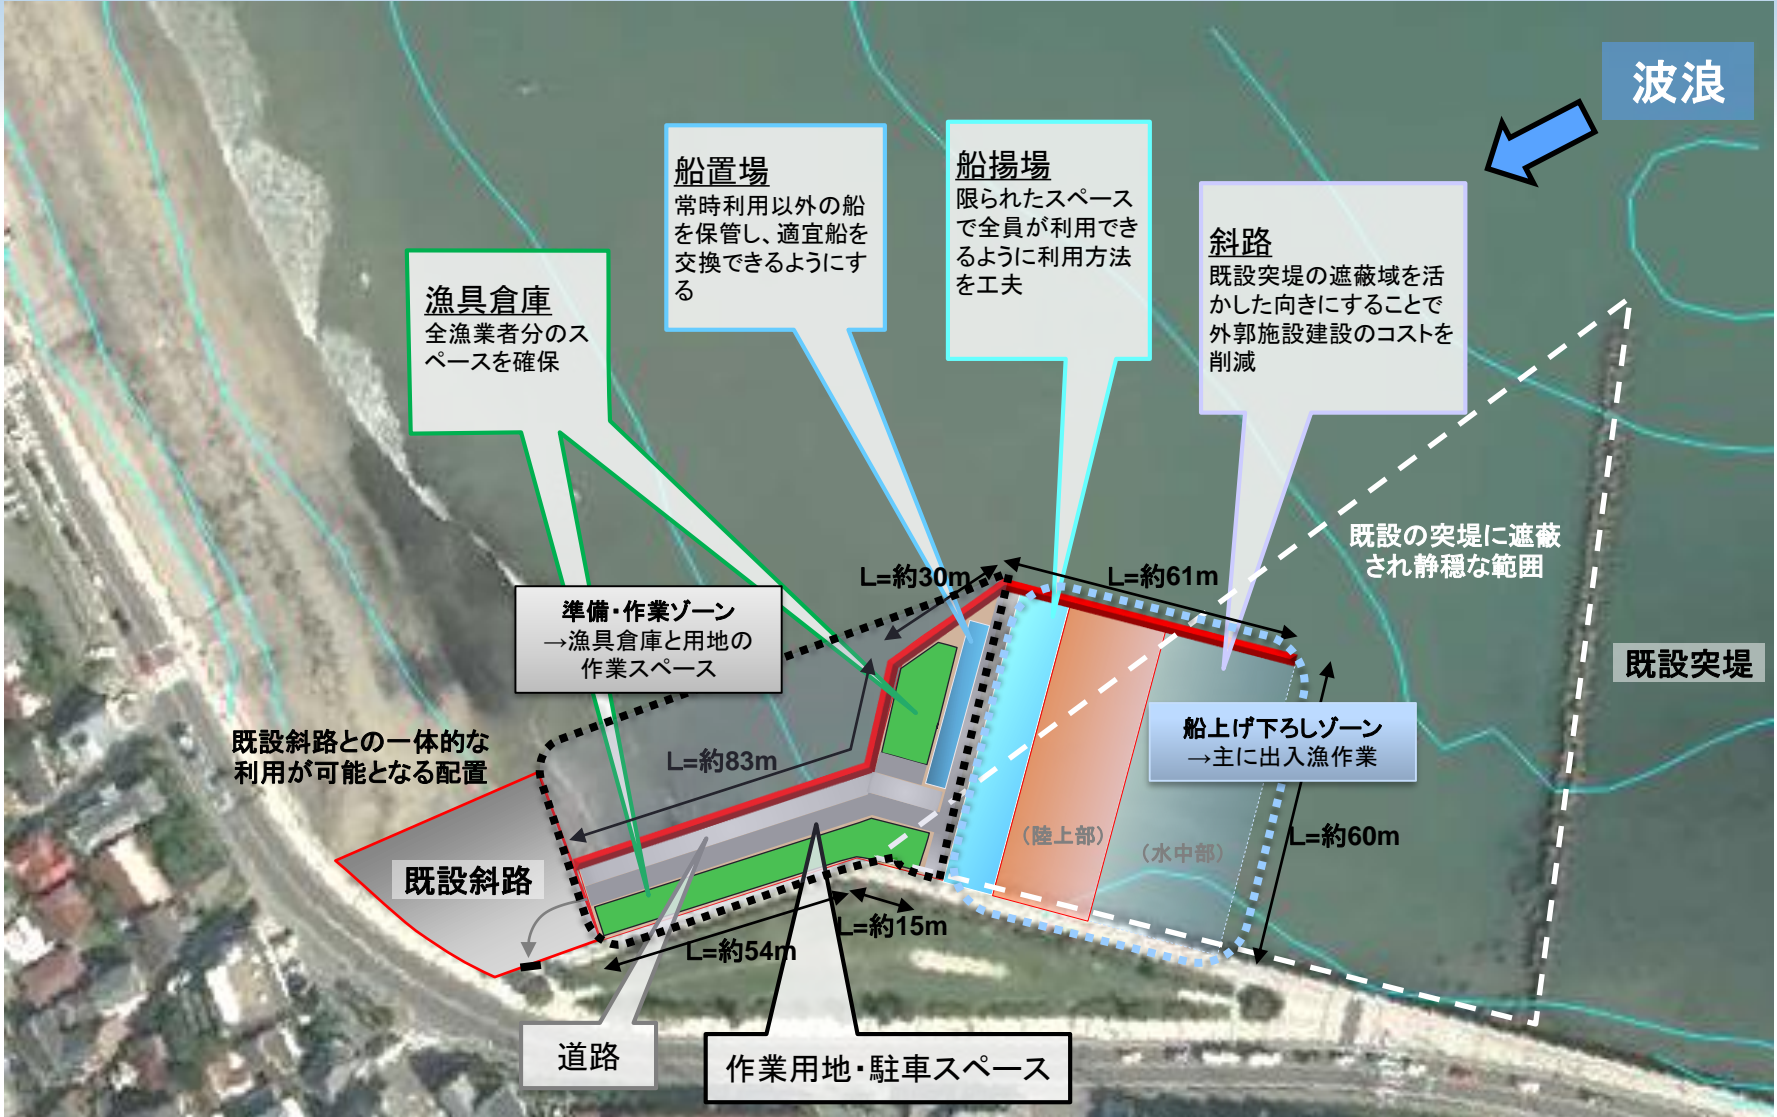 波浪
船置場
常時利用以外の船
を保管し、適宜船を
交換できるようにす
る
船揚場
限られたスペース
で全員が利用でき
るように利用方法
を工夫
斜路
既設突堤の遮蔽域を活
かした向きにすることで
外郭施設建設のコストを
削減
漁具倉庫
全漁業者分のス
ペースを確保
既設の突堤に遮蔽
され静穏な範囲
L=約30m
L=約61m
準備・作業ゾーン
→漁具倉庫と用地の
作業スペース
既設突堤
船上げ下ろしゾーン
→主に出入漁作業
既設斜路との一体的な
利用が可能となる配置
L=約83m
(陸上部)
(水中部)
L=約60m
既設斜路
L=約15m
L=約54m
道路
作業用地・駐車スペース